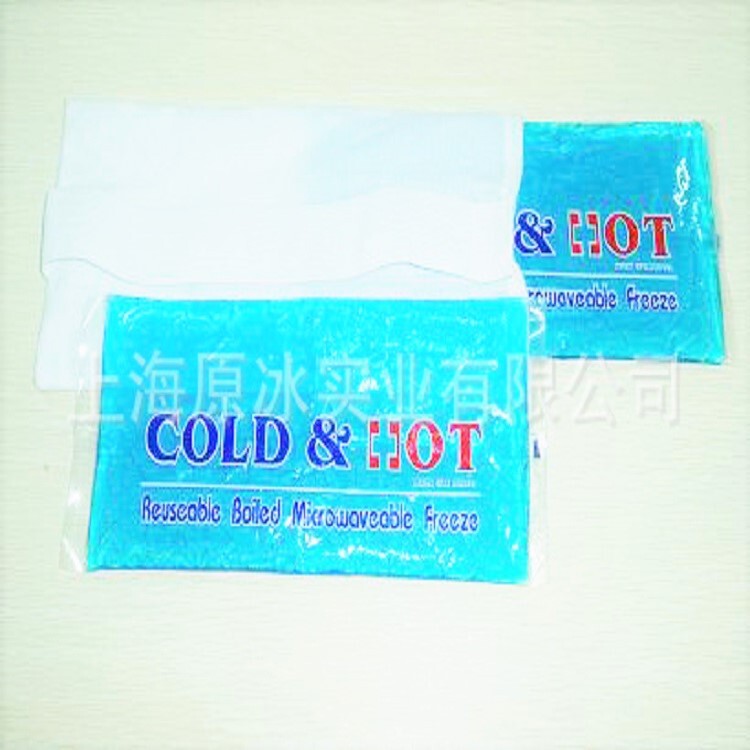 & HOT
Microwaveable Freeze
上海原冰实业有限公司
COLD & HOT
Reuseable Boiled Microwaveable Freeze